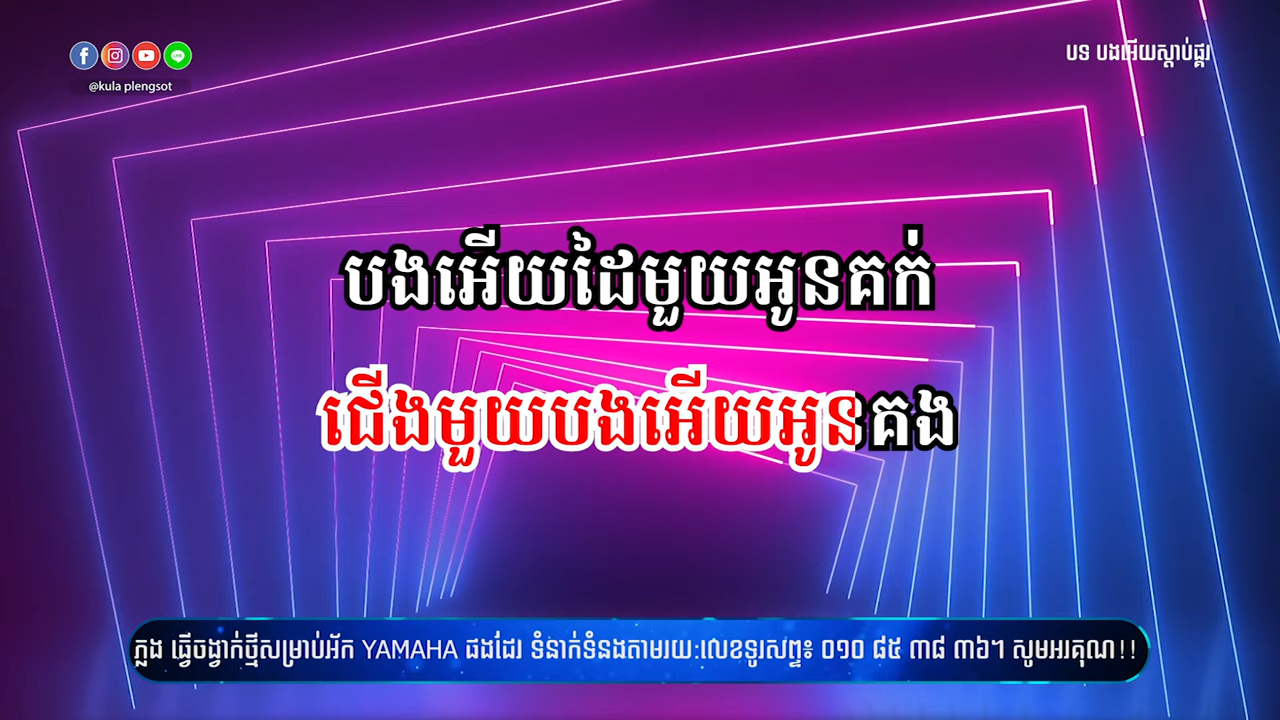 @kula plengsot
បទ បងអើយស្ដាប់ផ្គរ
បងអើយដៃមួយអូនគក់
ជើងមួយបងអើយអូនគង
ភ្លេង ធ្វើចង្វាក់ថ្មីសម្រាប់អ័ក YAMAHA ផងដែរ ទំនាក់ទំនងតាមរយៈលេខទូរសព្ទ៖ ០១០ ៨៥ ៣៨ ៣៦។ សូមអរគុណ!!